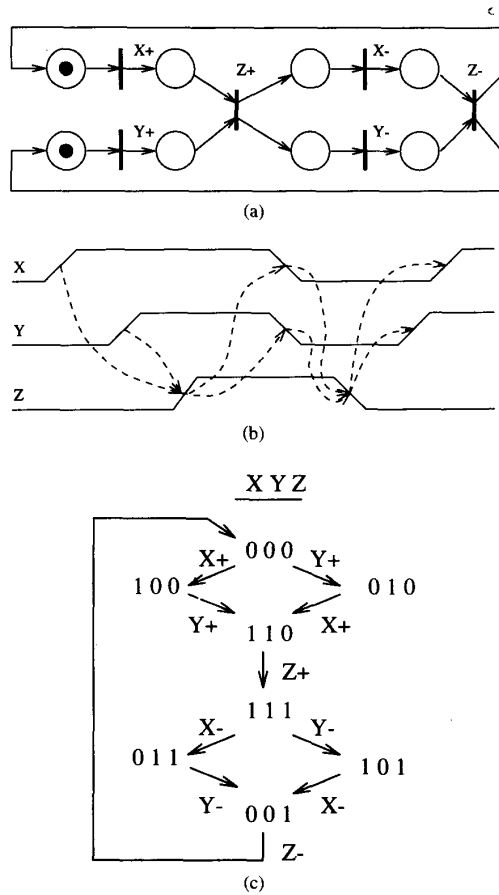 X+ X-
Z+ Z-
Y+ Y-
(a)
X
Y
Z
(b)
X Y Z
0 0 0
X+ Y+
1 0 0 0 1 0
Y+ X+
1 1 0
Z+
1 1 1
X- Y-
0 1 1 1 0 1
Y- X-
0 0 1
Z-
(c)